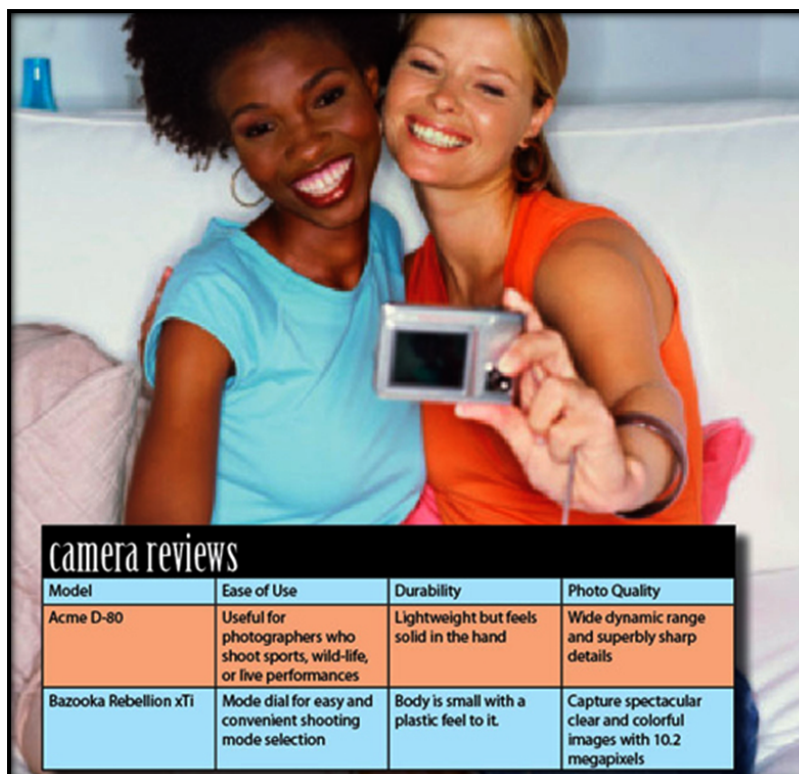 camera reviews
Model Ease of Use Durability Photo Quality
Acme D-80
Useful for
photographers who
shoot sports, wild-life,
or live performances
Lightweight but feels
solid in the hand
Wide dynamic range
and superbly sharp
details
Bazooka Rebellion xTi
Mode dial for easy and
convenient shooting
mode selection
Body is small with a
plastic feel to it.
Capture spectacular
clear and colorful
images with 10.2
megapixels